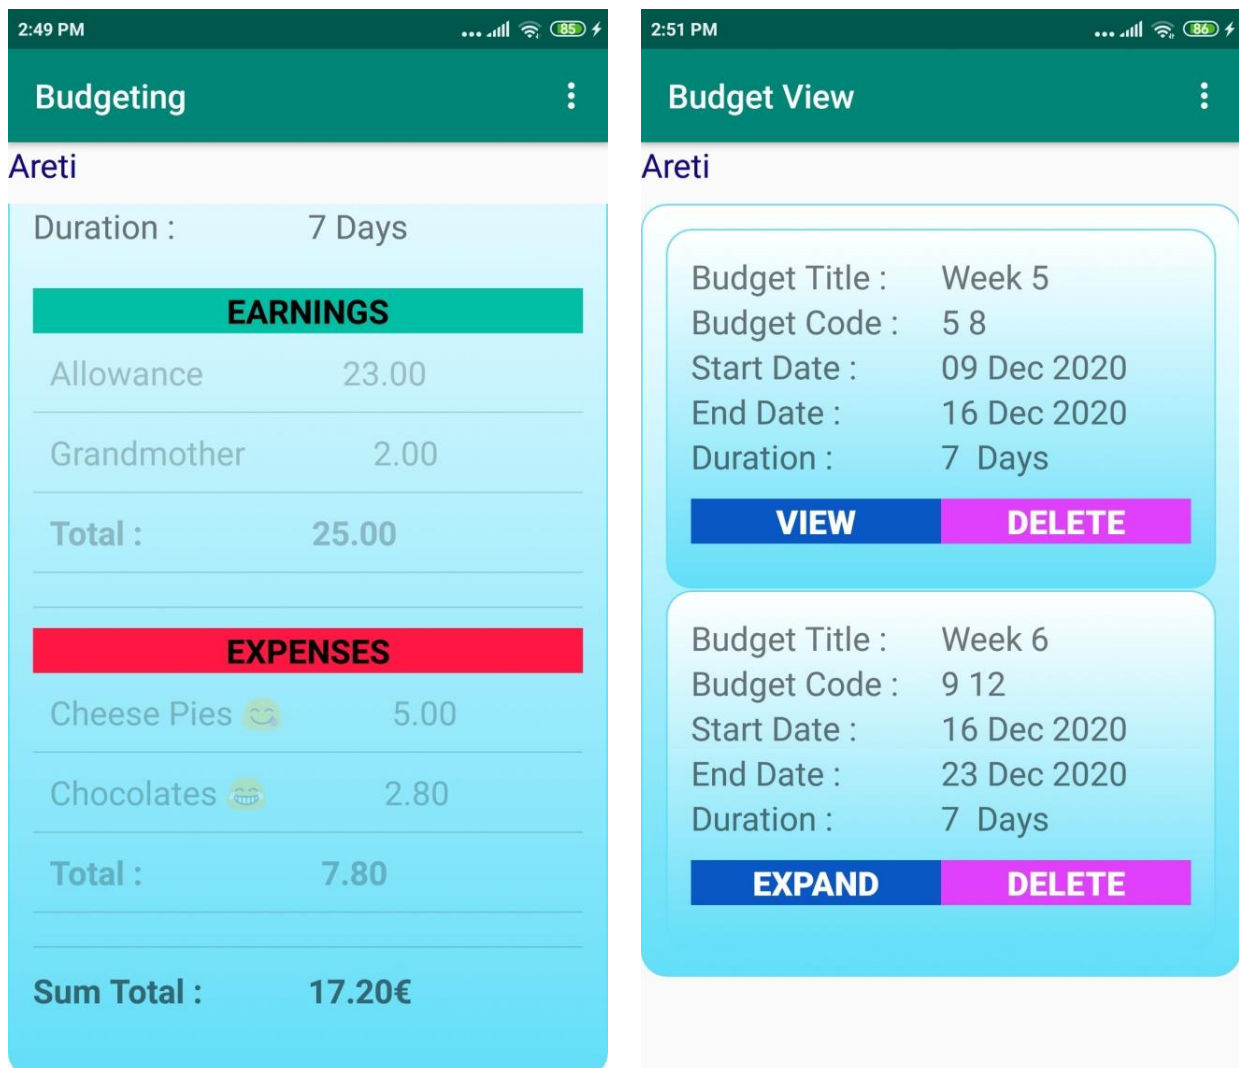 2:49 PM
85
Budgeting
Areti
Duration : 7 Days
EARNINGS
Allowance 23.00
Grandmother 2.00
Total : 25.00
EXPENSES
Cheese Pies 😋 5.00
Chocolates 😂 2.80
Total : 7.80
Sum Total : 17.20€
2:51 PM
86
Budget View
Areti
Budget Title : Week 5
Budget Code : 5 8
Start Date : 09 Dec 2020
End Date : 16 Dec 2020
Duration : 7 Days
VIEW DELETE
Budget Title : Week 6
Budget Code : 9 12
Start Date : 16 Dec 2020
End Date : 23 Dec 2020
Duration : 7 Days
EXPAND DELETE